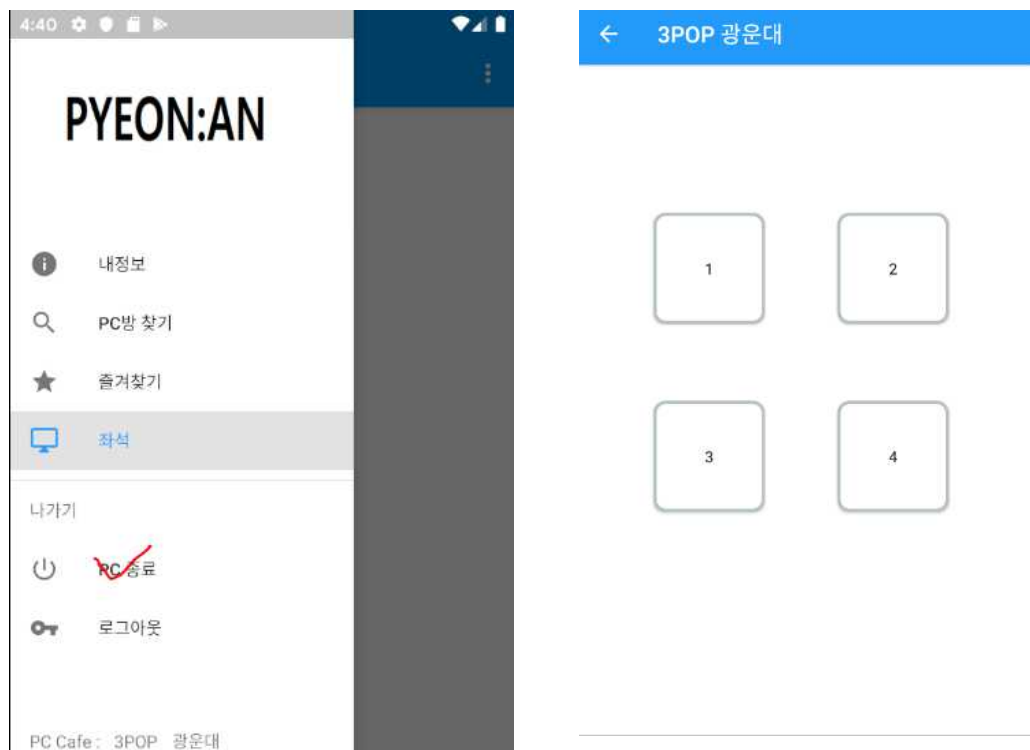 4:40
PYEON:AN
내정보
PC방 찾기
즐겨찾기
좌석
나가기
PC 종료
로그아웃
PC Cafe : 3POP 광운대
3POP 광운대
1
2
3
4